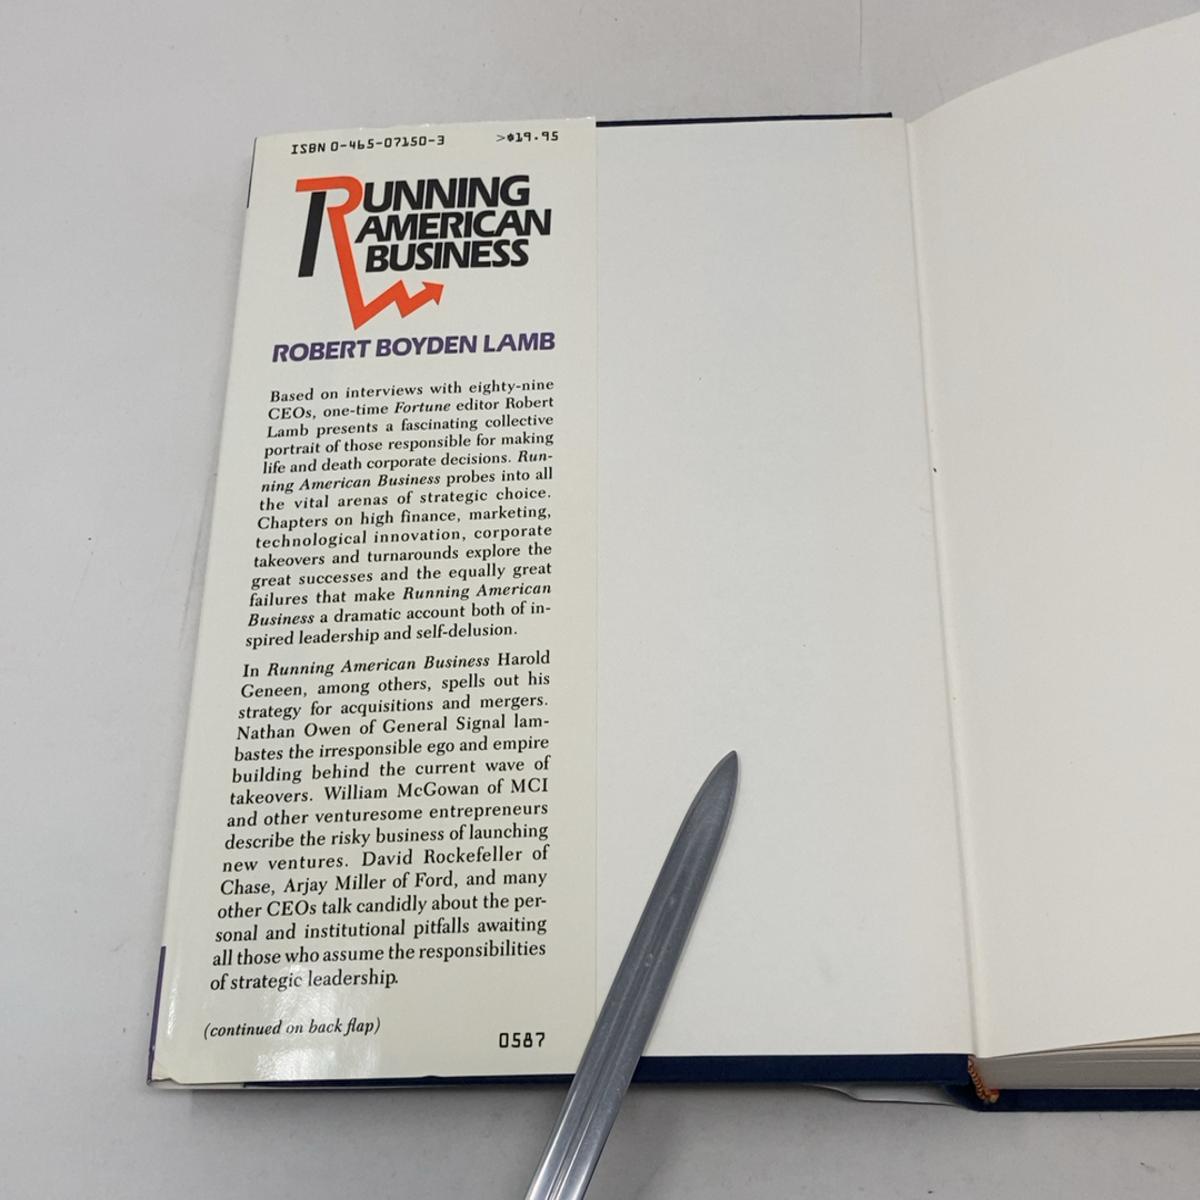 ISBN 0-465-07150-3 >$19.95
RUNNING
AMERICAN
BUSINESS
ROBERT BOYDEN LAMB
Based on interviews with eighty-nine
CEOs, one-time Fortune editor Robert
Lamb presents a fascinating collective
portrait of those responsible for making
life and death corporate decisions. Run-
ning American Business probes into all
the vital arenas of strategic choice.
Chapters on high finance, marketing,
technological innovation, corporate
takeovers and turnarounds explore the
great successes and the equally great
failures that make Running American
Business a dramatic account both of in-
spired leadership and self-delusion.
In Running American Business Harold
Geneen, among others, spells out his
strategy for acquisitions and mergers.
Nathan Owen of General Signal lam-
bastes the irresponsible ego and empire
building behind the current wave of
takeovers. William McGowan of MCI
and other venturesome entrepreneurs
describe the risky business of launching
new ventures. David Rockefeller of
Chase, Arjay Miller of Ford, and many
other CEOs talk candidly about the per-
sonal and institutional pitfalls awaiting
all those who assume the responsibilities
of strategic leadership.
(continued on back flap)
0587